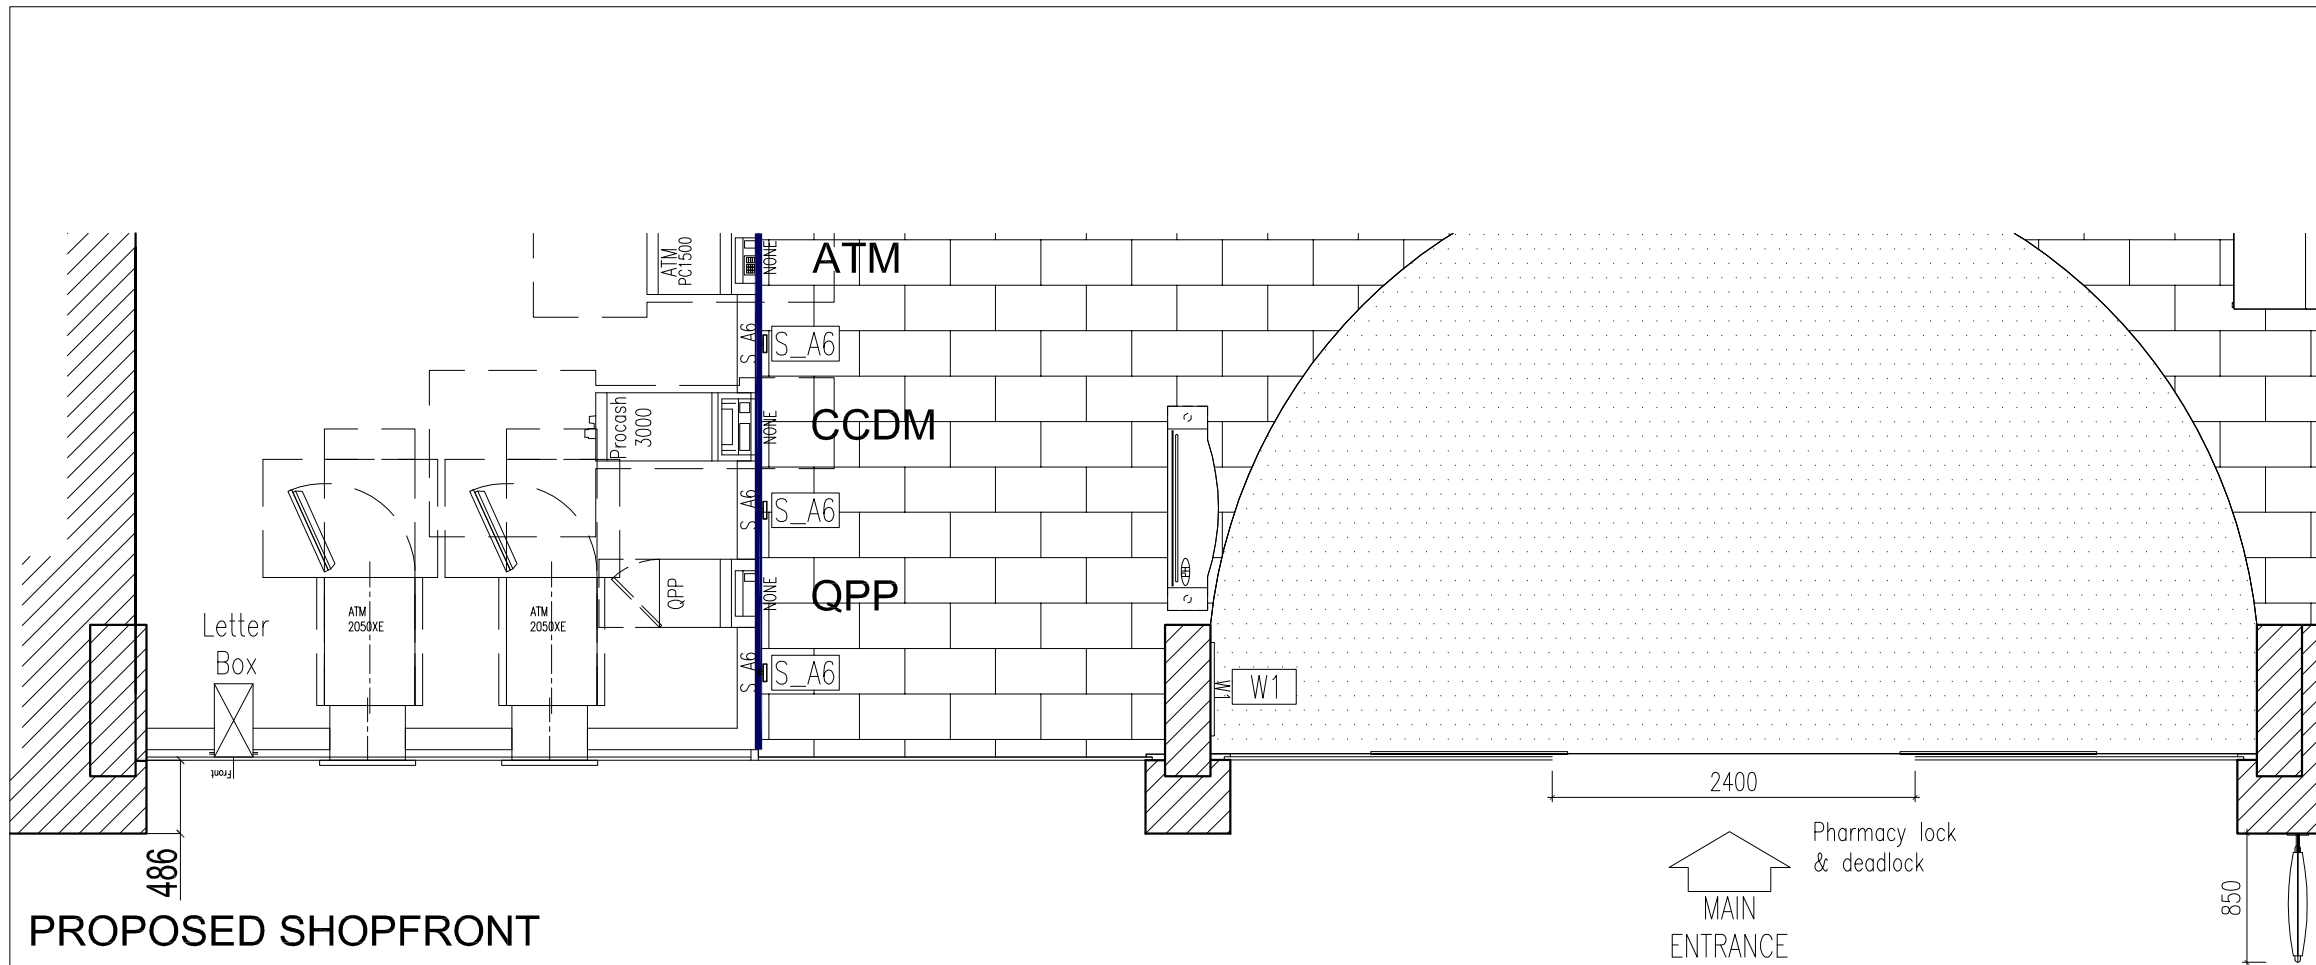 ATM
PC1500
NONE
ATM
S_A6
S_A6
Procash
3000
NONE
CCDM
S_A6
S_A6
QPP
NONE
QPP
ATM
2050XE
ATM
2050XE
Letter
Box
S_A6
S_A6
W1
Front
2400
486
Pharmacy lock
& deadlock
MAIN
ENTRANCE
850
PROPOSED SHOPFRONT